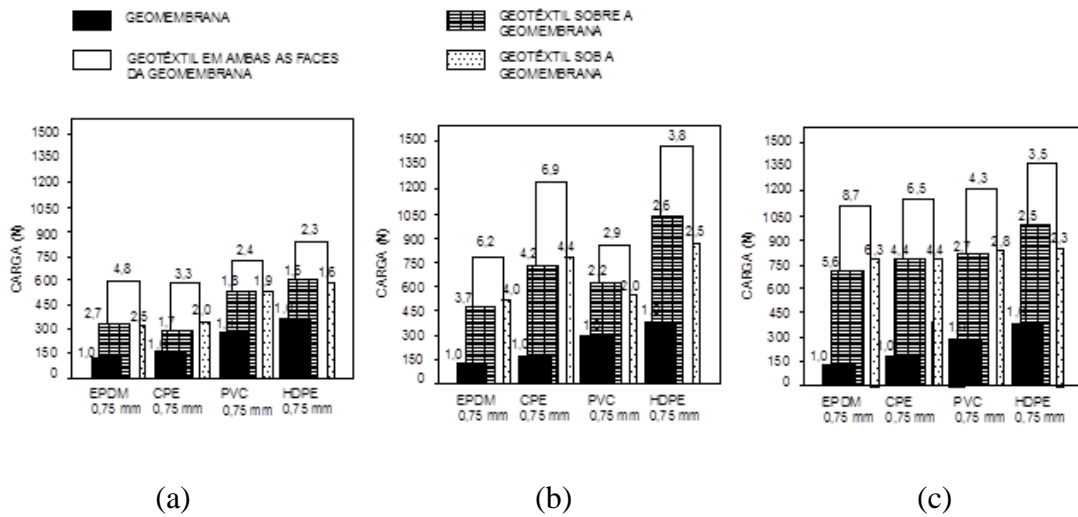 GEOMEMBRANA
GEOTÊXTIL EM AMBAS AS FACES
DA GEOMEMBRANA
GEOTÊXTIL SOBRE A
GEOMEMBRANA
GEOTÊXTIL SOB A
GEOMEMBRANA
CARGA (N)
1500
1350
1200
1050
900
750
600
450
300
150
0
1,0 2,7 4,8 2,5
1,7 3,3 2,0
2,4 1,9
1,5 2,3 1,6
EPDM CPE PVC HDPE
0,75 mm 0,75 mm 0,75 mm 0,75 mm
(a)
CARGA (N)
1500
1350
1200
1050
900
750
600
450
300
150
0
1,0 3,7 6,2 4,0
1,0 4,2 6,9 4,4
2,2 2,9 2,0
2,6 3,8 2,5
EPDM CPE PVC HDPE
0,75 mm 0,75 mm 0,75 mm 0,75 mm
(b)
CARGA (N)
1500
1350
1200
1050
900
750
600
450
300
150
0
1,0 5,6 8,7 6,3
1,0 4,4 6,5 4,4
2,7 4,3 2,8
2,5 3,5 2,3
EPDM CPE PVC HDPE
0,75 mm 0,75 mm 0,75 mm 0,75 mm
(c)